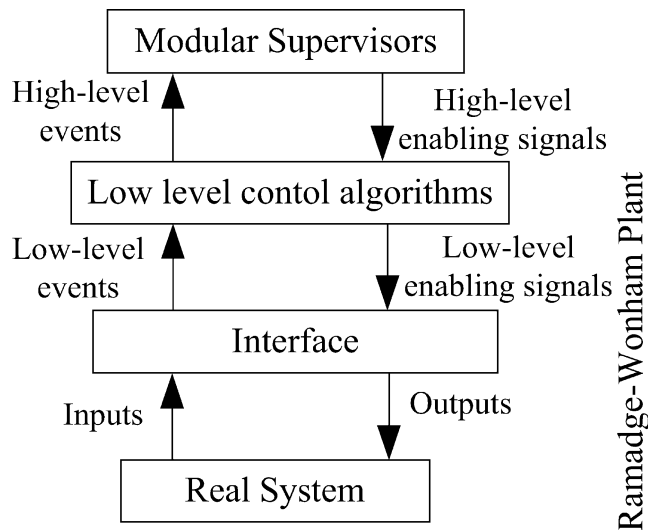 Modular Supervisors
High-level
events
High-level
enabling signals
Low level contol algorithms
Low-level
events
Low-level
enabling signals
Interface
Inputs
Outputs
Real System
Ramadge-Wonham Plant